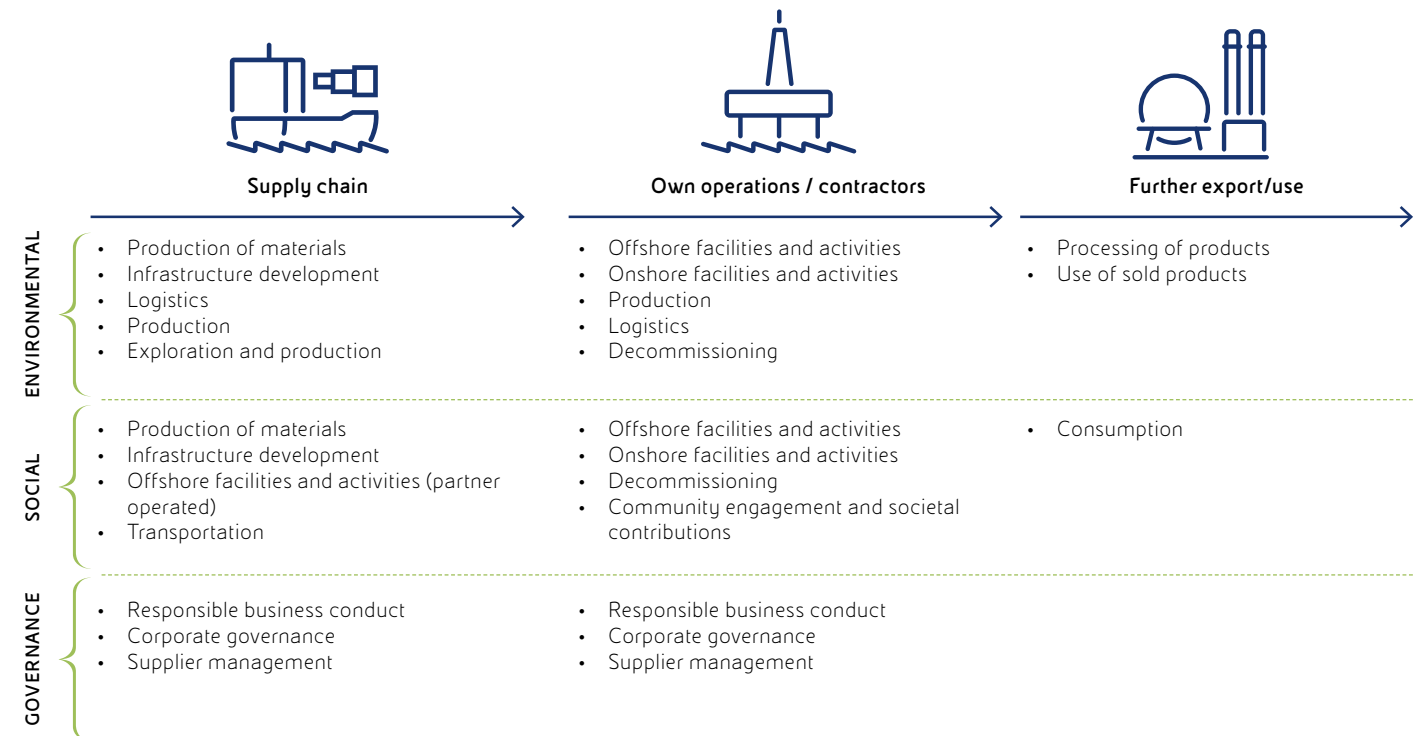 Supply chain
Own operations / contractors
Further export/use
ENVIRONMENTAL
• Production of materials
• Infrastructure development
• Logistics
• Production
• Exploration and production
• Offshore facilities and activities
• Onshore facilities and activities
• Production
• Logistics
• Decommissioning
• Processing of products
• Use of sold products
SOCIAL
• Production of materials
• Infrastructure development
• Offshore facilities and activities (partner
operated)
• Transportation
• Offshore facilities and activities
• Onshore facilities and activities
• Decommissioning
• Community engagement and societal
contributions
• Consumption
GOVERNANCE
• Responsible business conduct
• Corporate governance
• Supplier management
• Responsible business conduct
• Corporate governance
• Supplier management